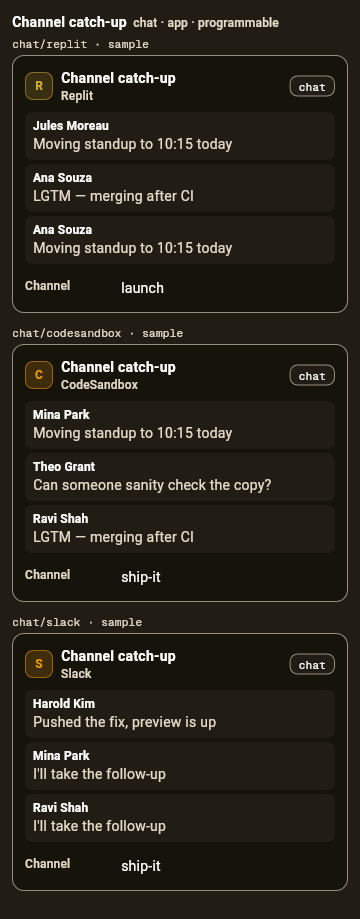 Channel catch-up chat · app · programmable
chat/replit · sample
R
Channel catch-up
Replit
chat
Jules Moreau
Moving standup to 10:15 today
Ana Souza
LGTM — merging after CI
Ana Souza
Moving standup to 10:15 today
Channel launch
chat/codesandbox · sample
C
Channel catch-up
CodeSandbox
chat
Mina Park
Moving standup to 10:15 today
Theo Grant
Can someone sanity check the copy?
Ravi Shah
LGTM — merging after CI
Channel ship-it
chat/slack · sample
S
Channel catch-up
Slack
chat
Harold Kim
Pushed the fix, preview is up
Mina Park
I'll take the follow-up
Ravi Shah
I'll take the follow-up
Channel ship-it